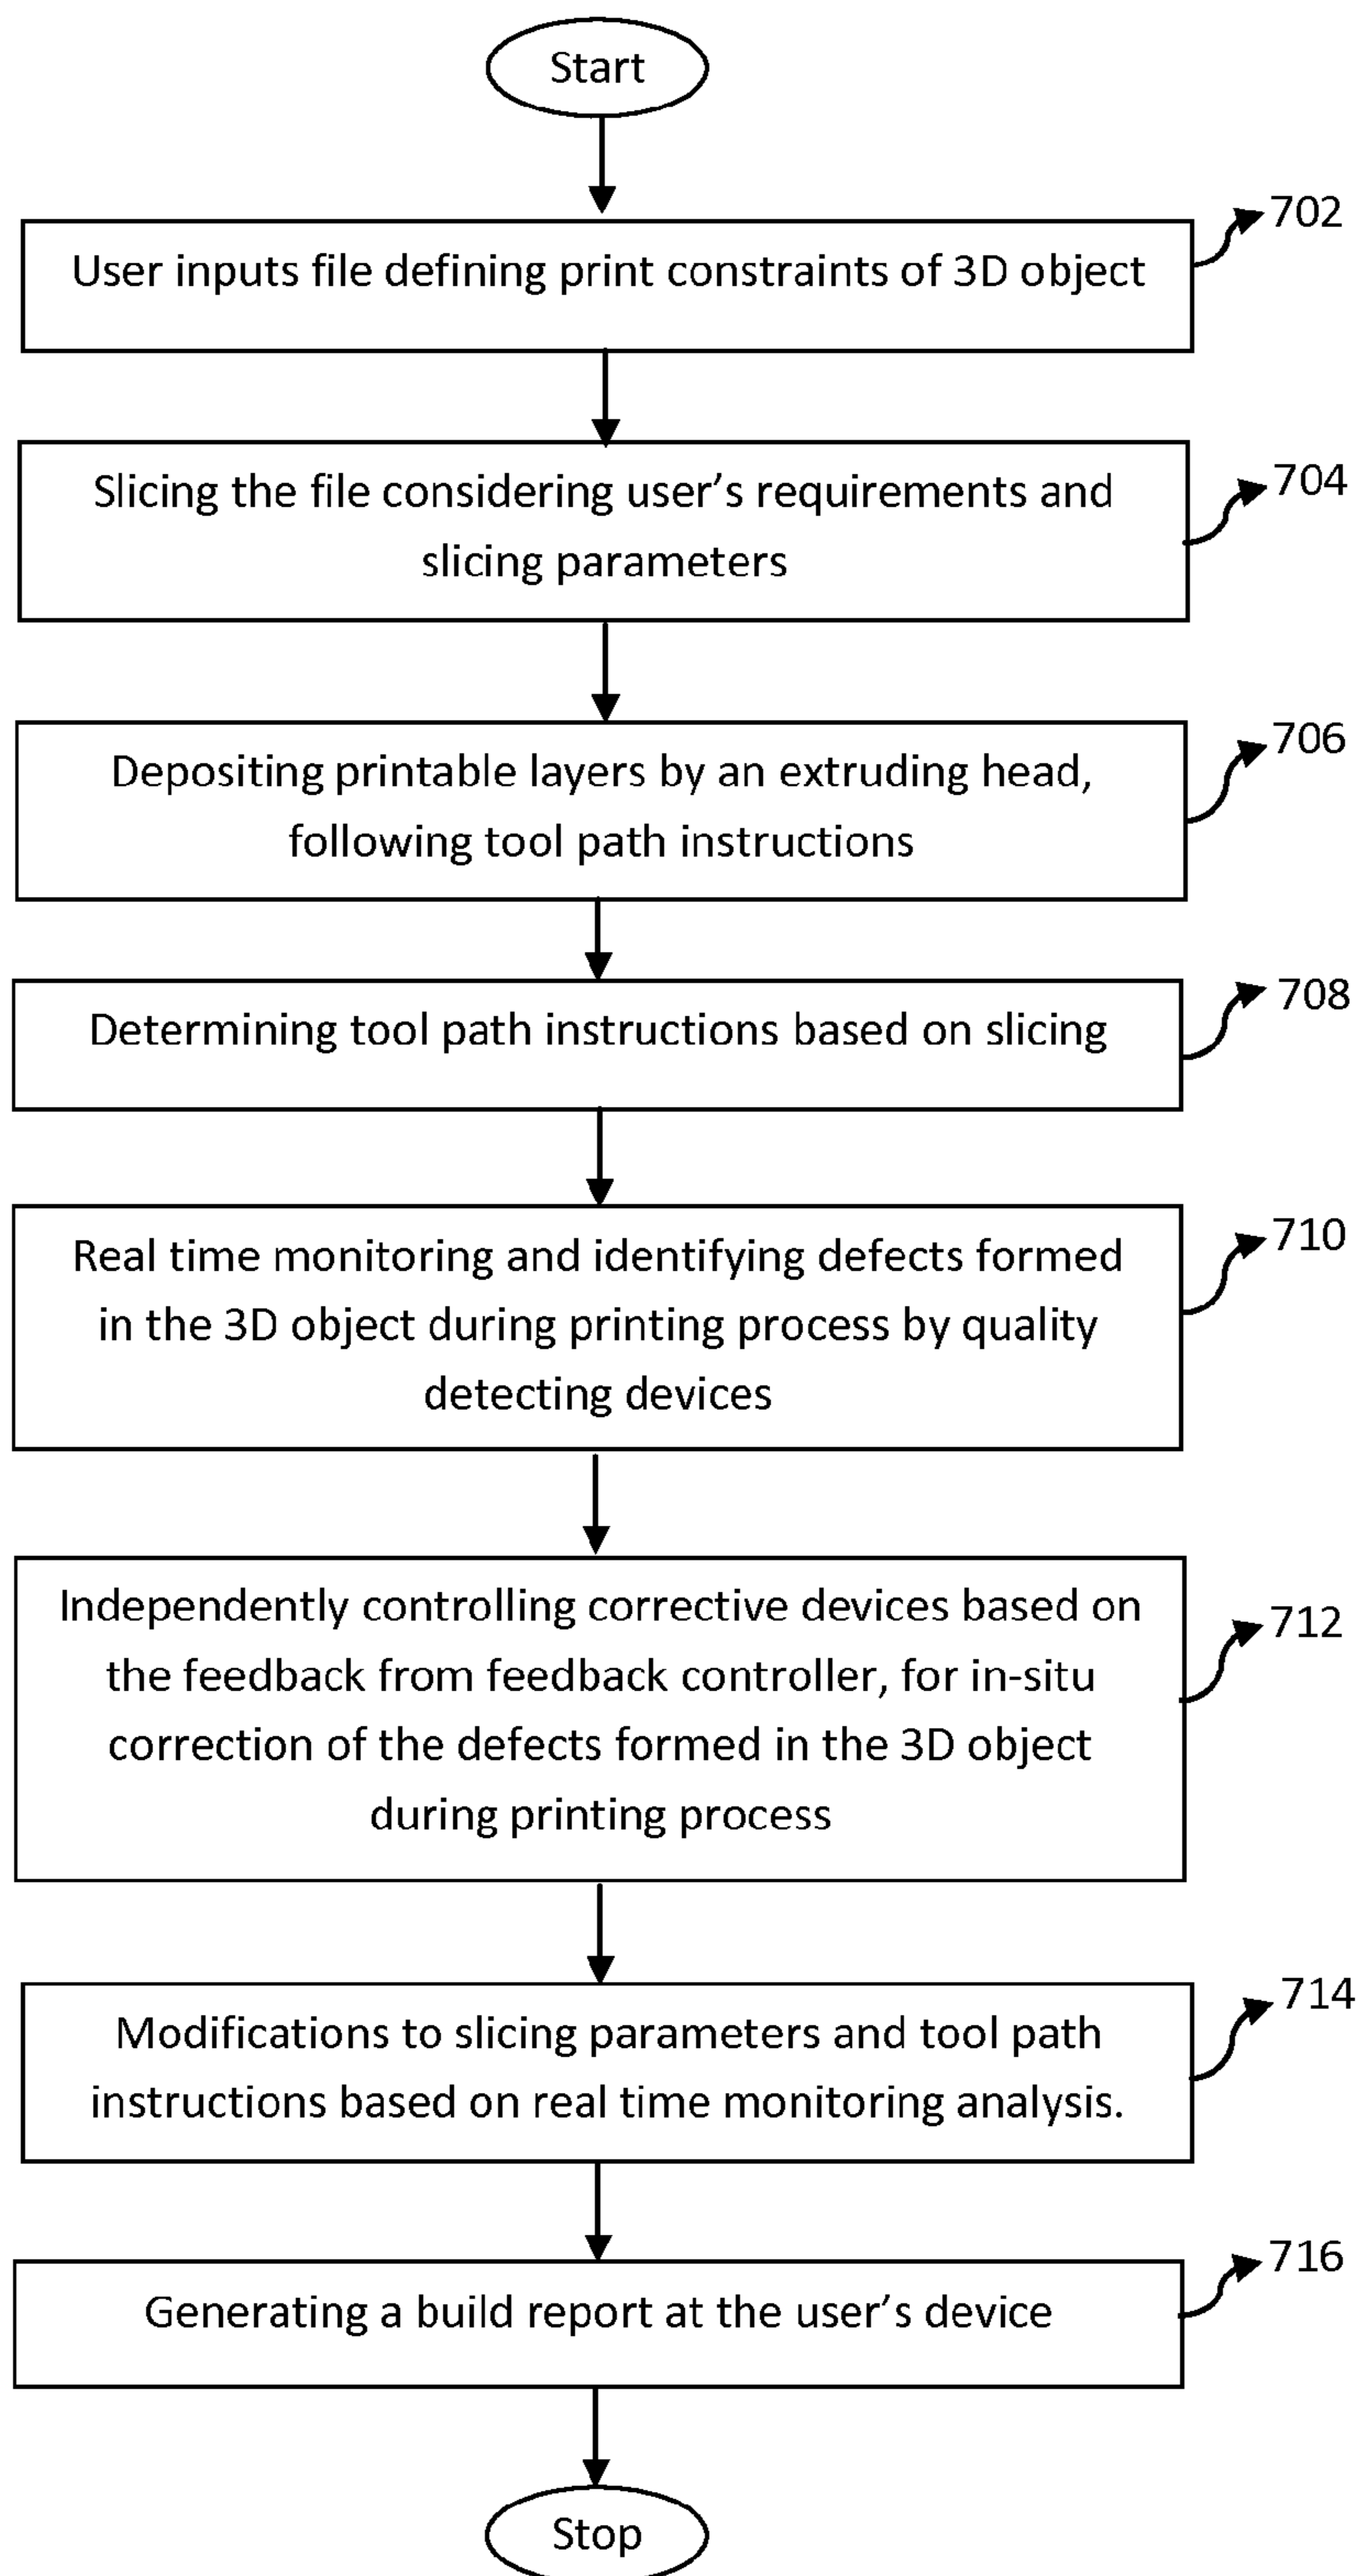 Start
702
User inputs file defining print constraints of 3D object
704
Slicing the file considering user’s requirements and
slicing parameters
706
Depositing printable layers by an extruding head,
following tool path instructions
708
Determining tool path instructions based on slicing
710
Real time monitoring and identifying defects formed
in the 3D object during printing process by quality
detecting devices
712
Independently controlling corrective devices based on
the feedback from feedback controller, for in-situ
correction of the defects formed in the 3D object
during printing process
714
Modifications to slicing parameters and tool path
instructions based on real time monitoring analysis.
716
Generating a build report at the user’s device
Stop